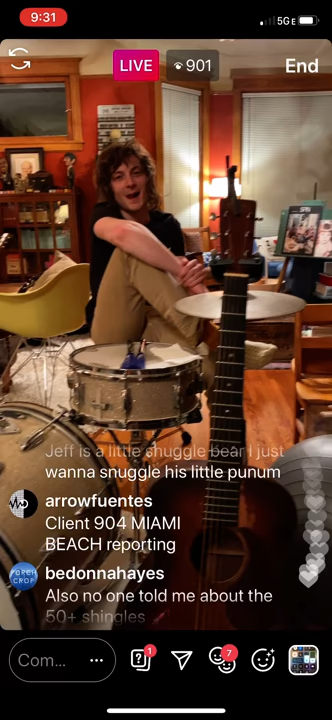 9:31
5GE
LIVE
901
End
Jeff is a little snuggle bear I just
wanna snuggle his little punum
arrowfuentes
Client 904 MIAMI
BEACH reporting
bedonnahayes
Also no one told me about the
50+ shingles
Com...
1
7